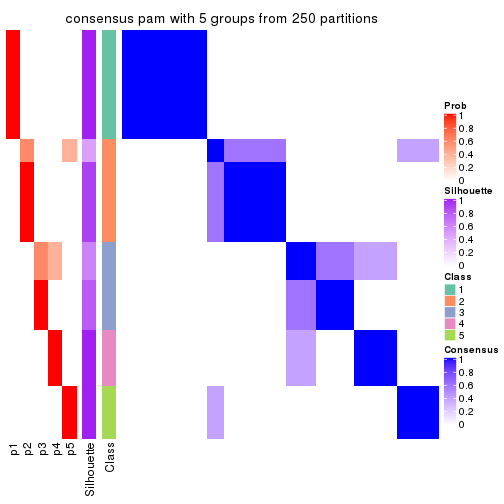 consensus pam with 5 groups from 250 partitions
Prob
1
0.8
0.6
0.4
0.2
0
Silhouette
1
0.8
0.6
0.4
0.2
0
Class
1
2
3
4
5
Consensus
1
0.8
0.6
0.4
0.2
0
p1
p2
p3
p4
p5
Silhouette
Class